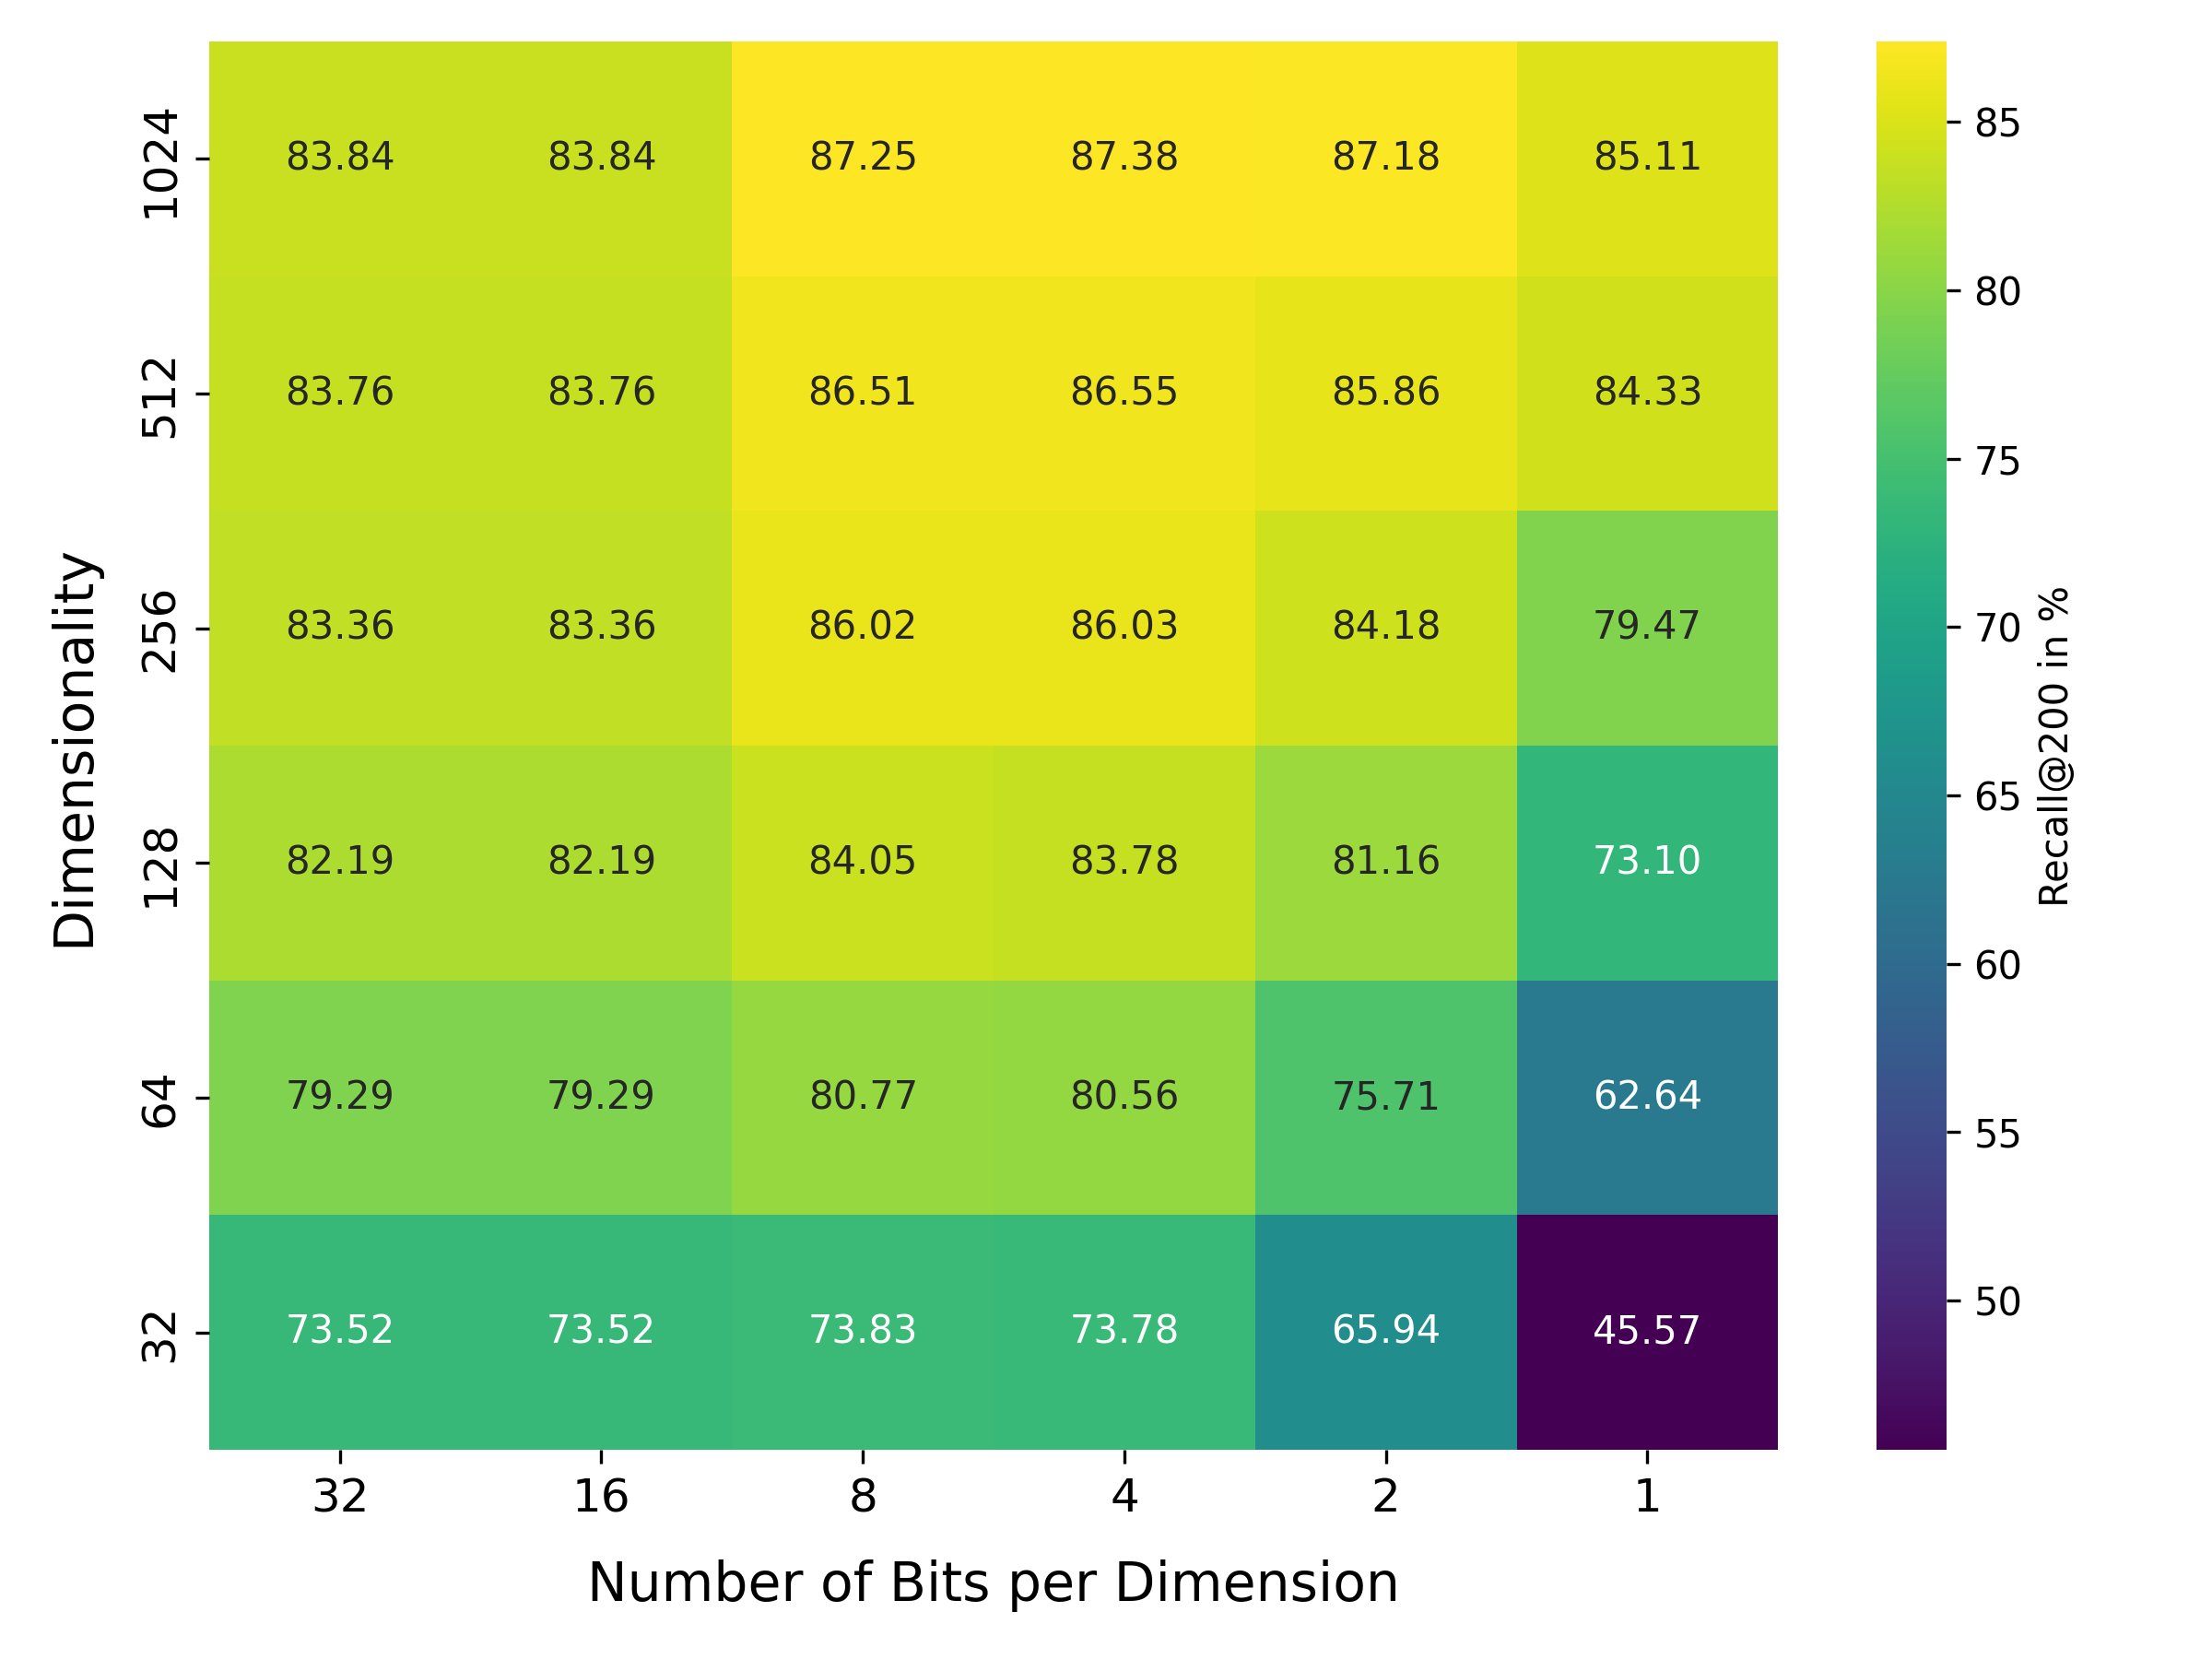 Dimensionality
1024 83.84 83.84 87.25 87.38 87.18 85.11
512 83.76 83.76 86.51 86.55 85.86 84.33
256 83.36 83.36 86.02 86.03 84.18 79.47
128 82.19 82.19 84.05 83.78 81.16 73.10
64 79.29 79.29 80.77 80.56 75.71 62.64
32 73.52 73.52 73.83 73.78 65.94 45.57
32 16 8 4 2 1
Number of Bits per Dimension
85
80
75
70
65
60
55
50
Recall@200 in %